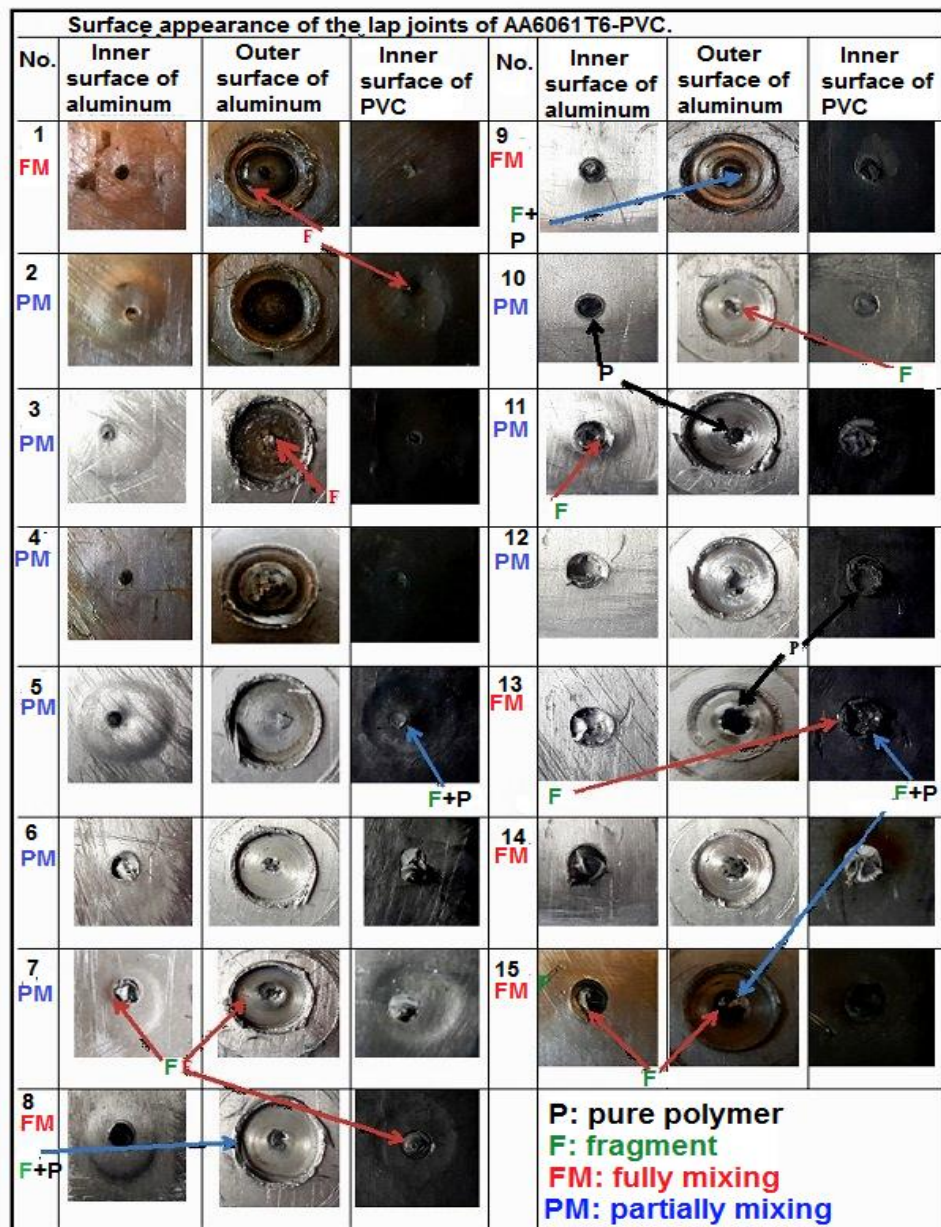 Surface appearance of the lap joints of AA6061T6-PVC.
No.
Inner surface of aluminum
Outer surface of aluminum
Inner surface of PVC
No.
Inner surface of aluminum
Outer surface of aluminum
Inner surface of PVC
1
FM
F
9
FM
F+
P
2
PM
10
PM
P
F
3
PM
F
11
PM
F
4
PM
12
PM
P
5
PM
F+P
13
FM
F
F+P
6
PM
14
FM
7
PM
F F
15
FM
F
8
FM
F+P
P: pure polymer
F: fragment
FM: fully mixing
PM: partially mixing